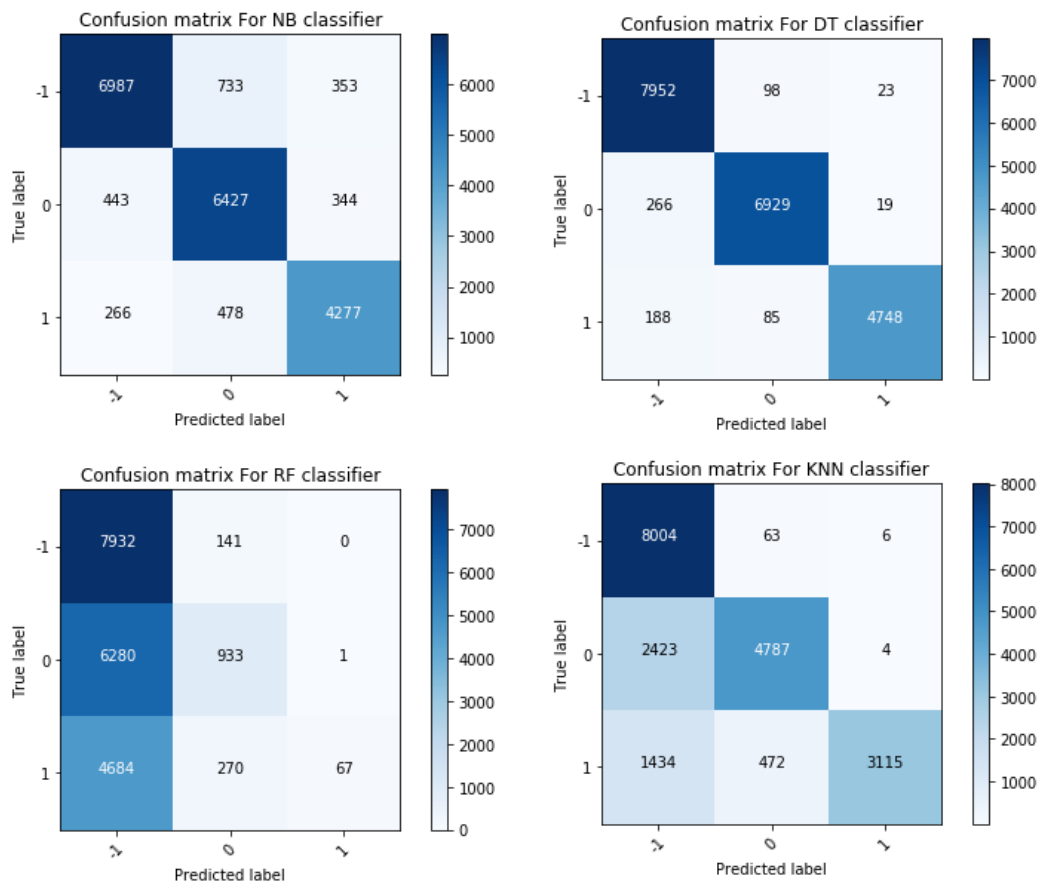 Confusion matrix For NB classifier
-1 6987 733 353
0 443 6427 344
1 266 478 4277
-1 0 1
True label
Predicted label
6000
5000
4000
3000
2000
1000
Confusion matrix For DT classifier
-1 7952 98 23
0 266 6929 19
1 188 85 4748
-1 0 1
True label
Predicted label
7000
6000
5000
4000
3000
2000
1000
Confusion matrix For RF classifier
-1 7932 141 0
0 6280 933 1
1 4684 270 67
-1 0 1
True label
Predicted label
7000
6000
5000
4000
3000
2000
1000
0
Confusion matrix For KNN classifier
-1 8004 63 6
0 2423 4787 4
1 1434 472 3115
-1 0 1
True label
Predicted label
8000
7000
6000
5000
4000
3000
2000
1000